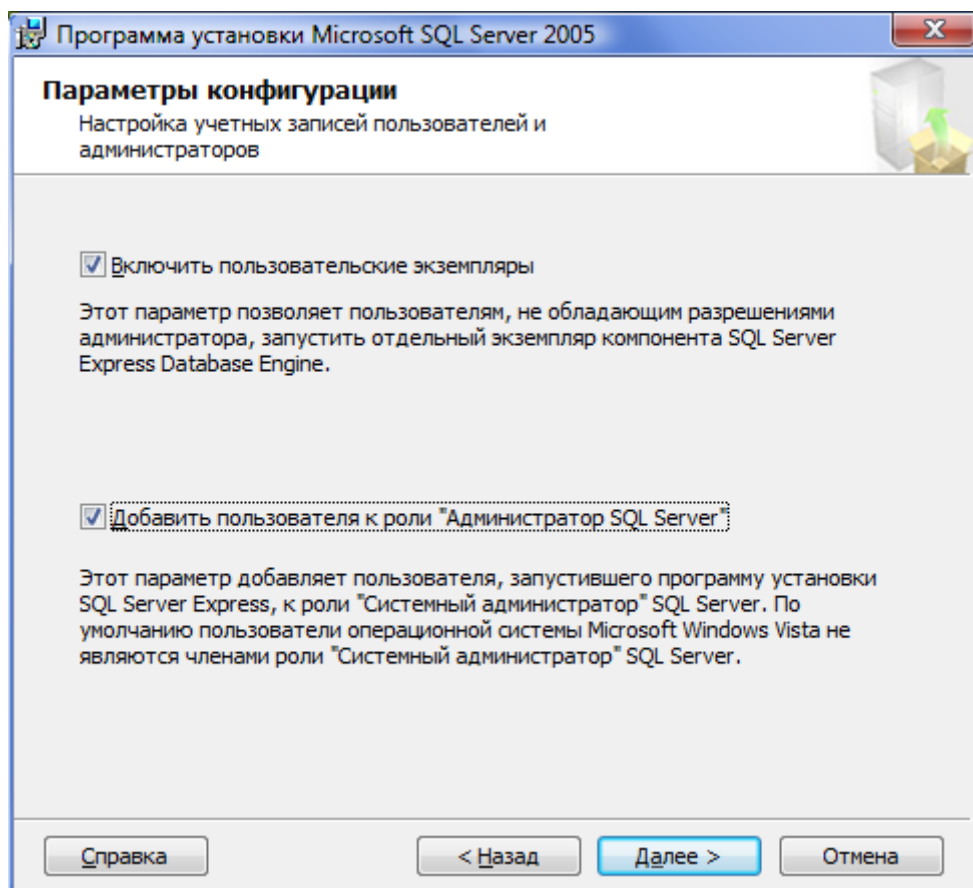 Программа установки Microsoft SQL Server 2005
Параметры конфигурации
Настройка учетных записей пользователей и
администраторов
Включить пользовательские экземпляры
Этот параметр позволяет пользователям, не обладающим разрешениями
администратора, запустить отдельный экземпляр компонента SQL Server
Express Database Engine.
Добавить пользователя к роли "Администратор SQL Server"
Этот параметр добавляет пользователя, запустившего программу установки
SQL Server Express, к роли "Системный администратор" SQL Server. По
умолчанию пользователи операционной системы Microsoft Windows Vista не
являются членами роли "Системный администратор" SQL Server.
Справка
< Назад
Далее >
Отмена